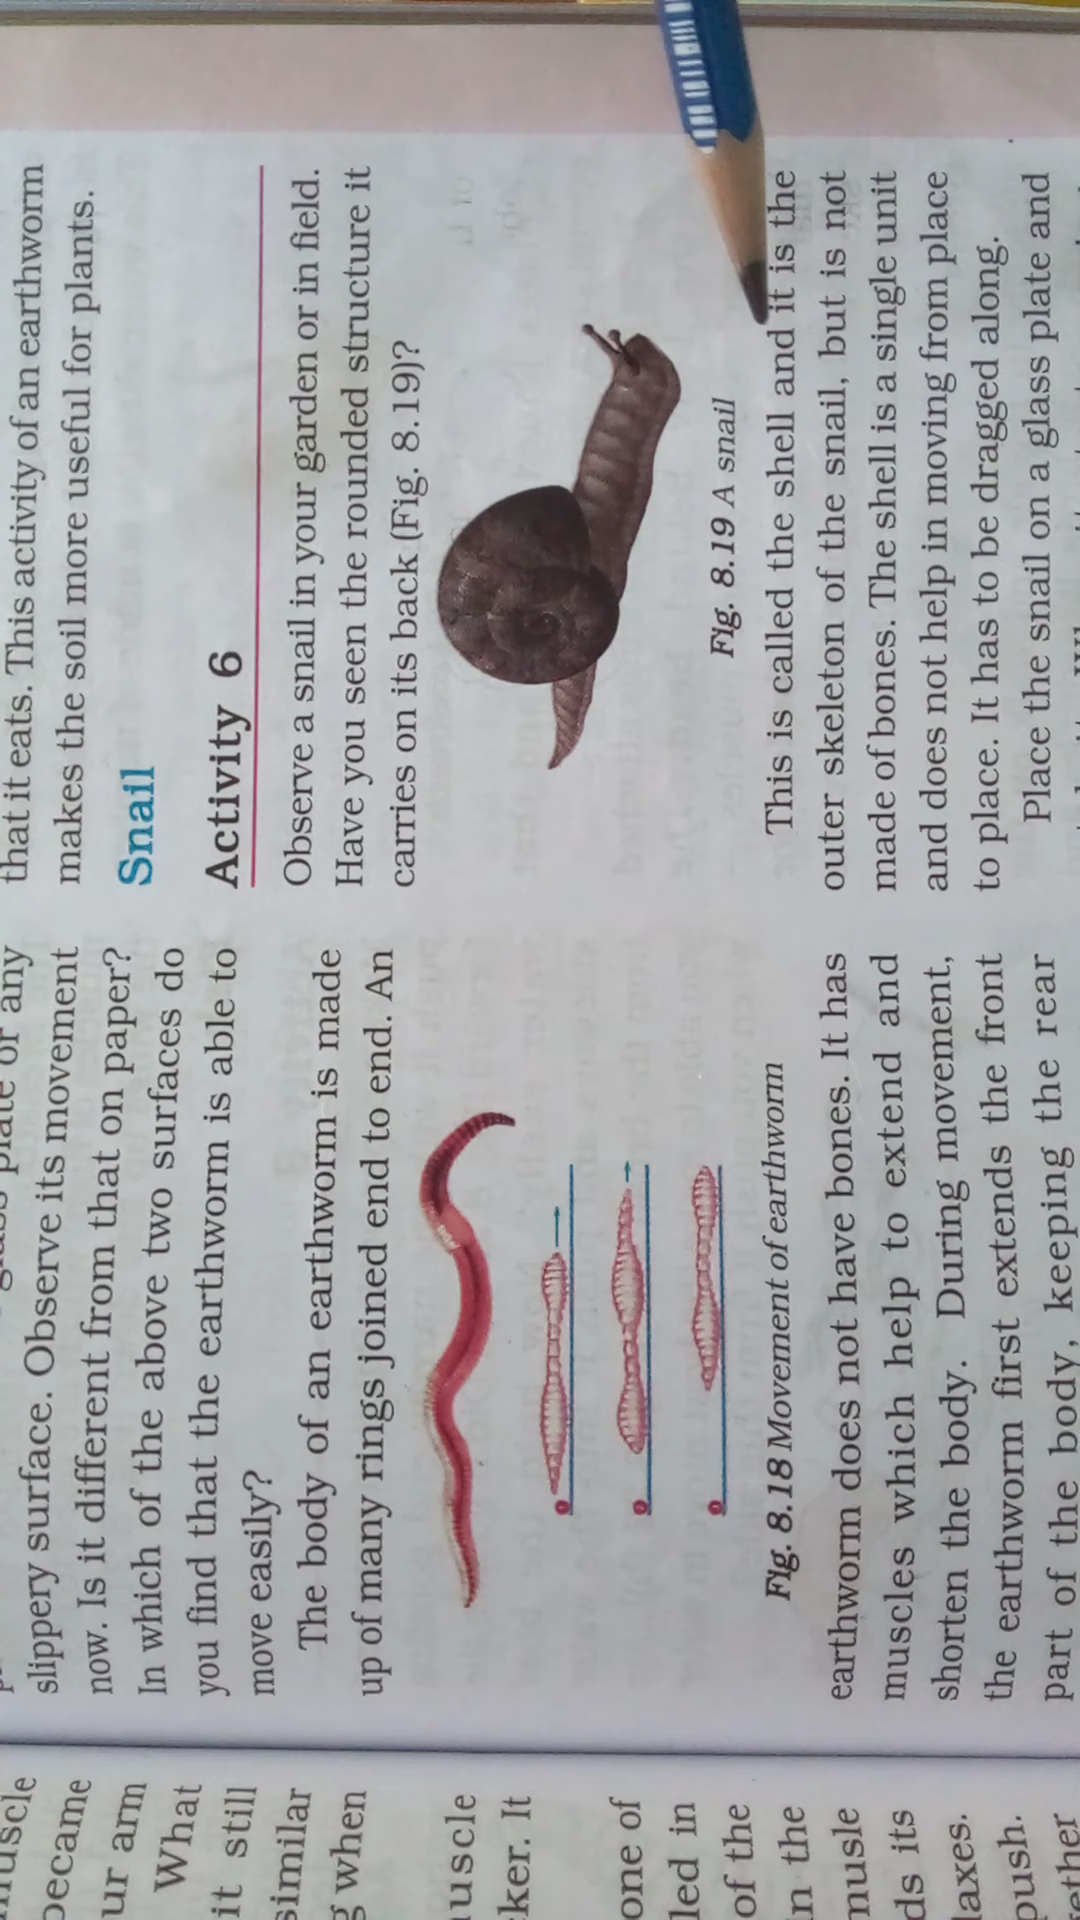 slippery surface. Observe its movement
now. Is it different from that on paper?
In which of the above two surfaces do
you find that the earthworm is able to
move easily?
The body of an earthworm is made
up of many rings joined end to end. An
Fig. 8.18 Movement of earthworm
earthworm does not have bones. It has
muscles which help to extend and
shorten the body. During movement,
the earthworm first extends the front
part of the body, keeping the rear
that it eats. This activity of an earthworm
makes the soil more useful for plants.
Snail
Activity 6
Observe a snail in your garden or in field.
Have you seen the rounded structure it
carries on its back (Fig. 8.19)?
Fig. 8.19 A snail
This is called the shell and it is the
outer skeleton of the snail, but is not
made of bones. The shell is a single unit
and does not help in moving from place
to place. It has to be dragged along.
Place the snail on a glass plate and
became
ur arm
What
it still
similar
g when
uscle
ker. It
one of
led in
of the
n the
musle
ds its
laxes.
push.